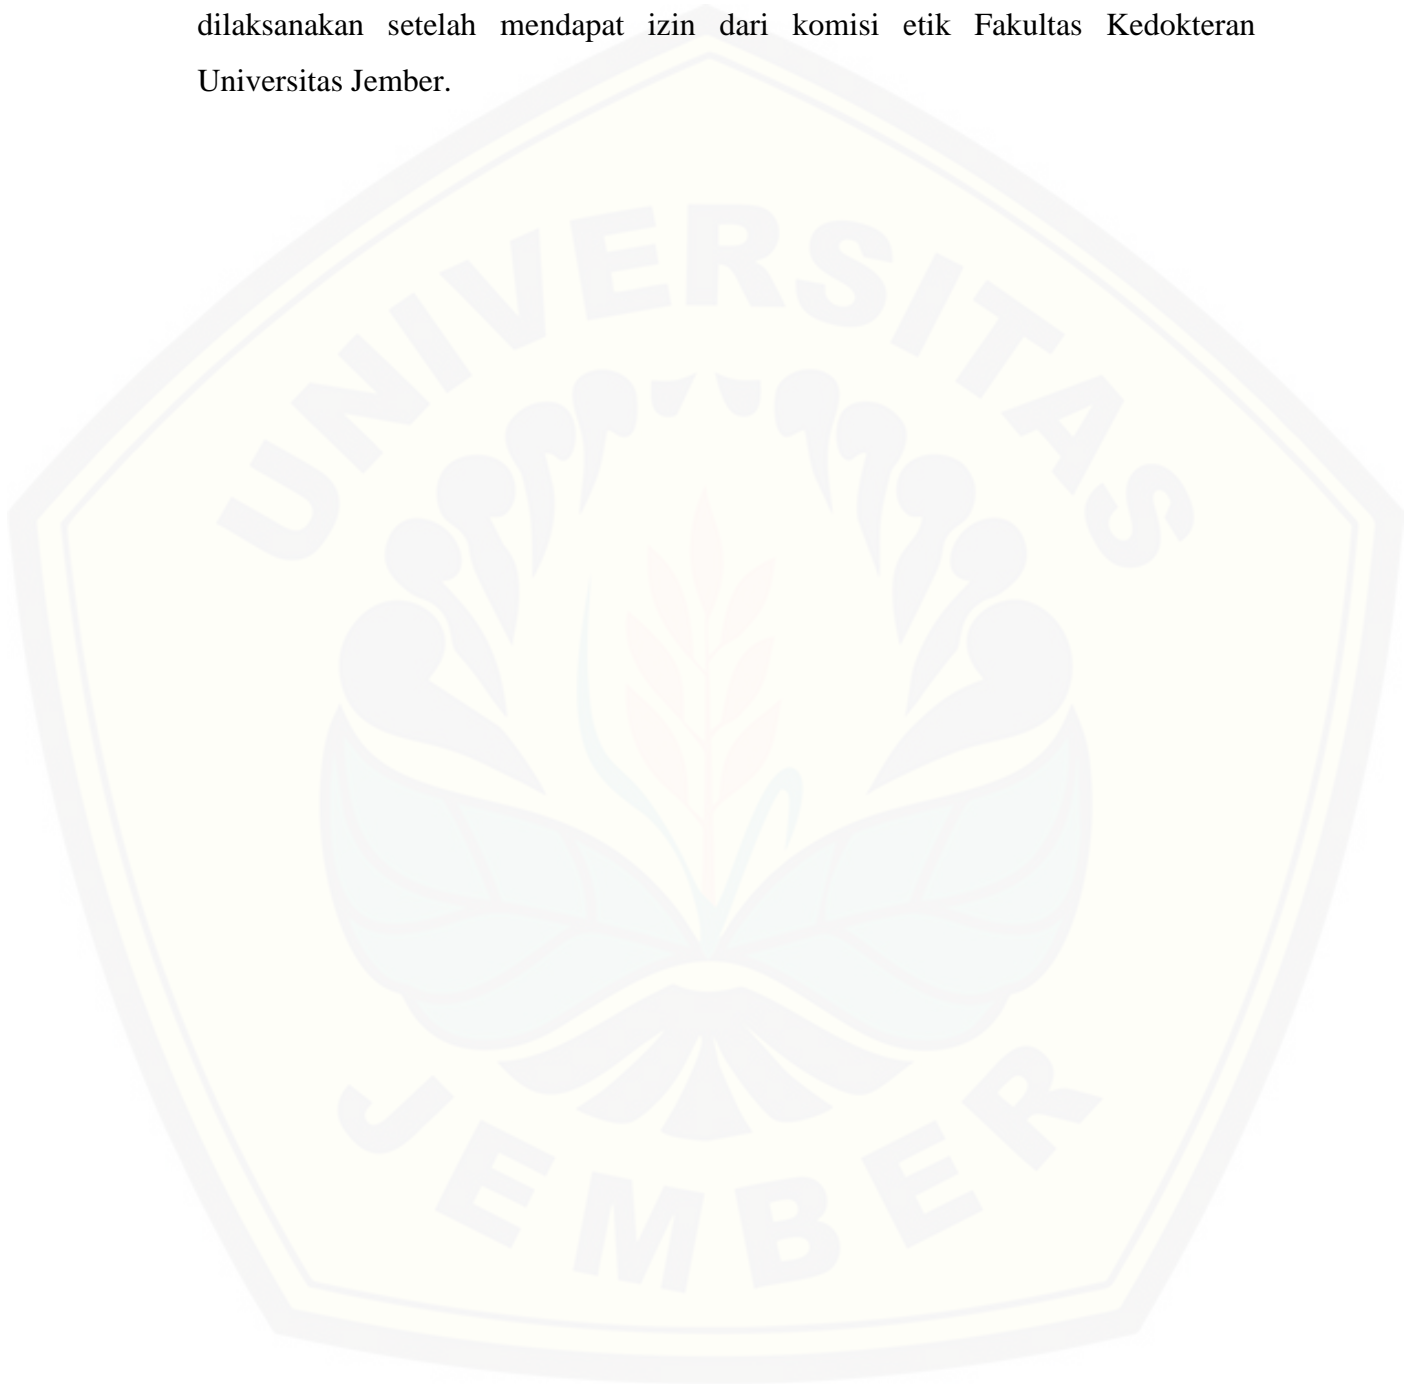 dilaksanakan setelah mendapat izin dari komisi etik Fakultas Kedokteran
Universitas Jember.
UNIVERSITAS
JEMBER